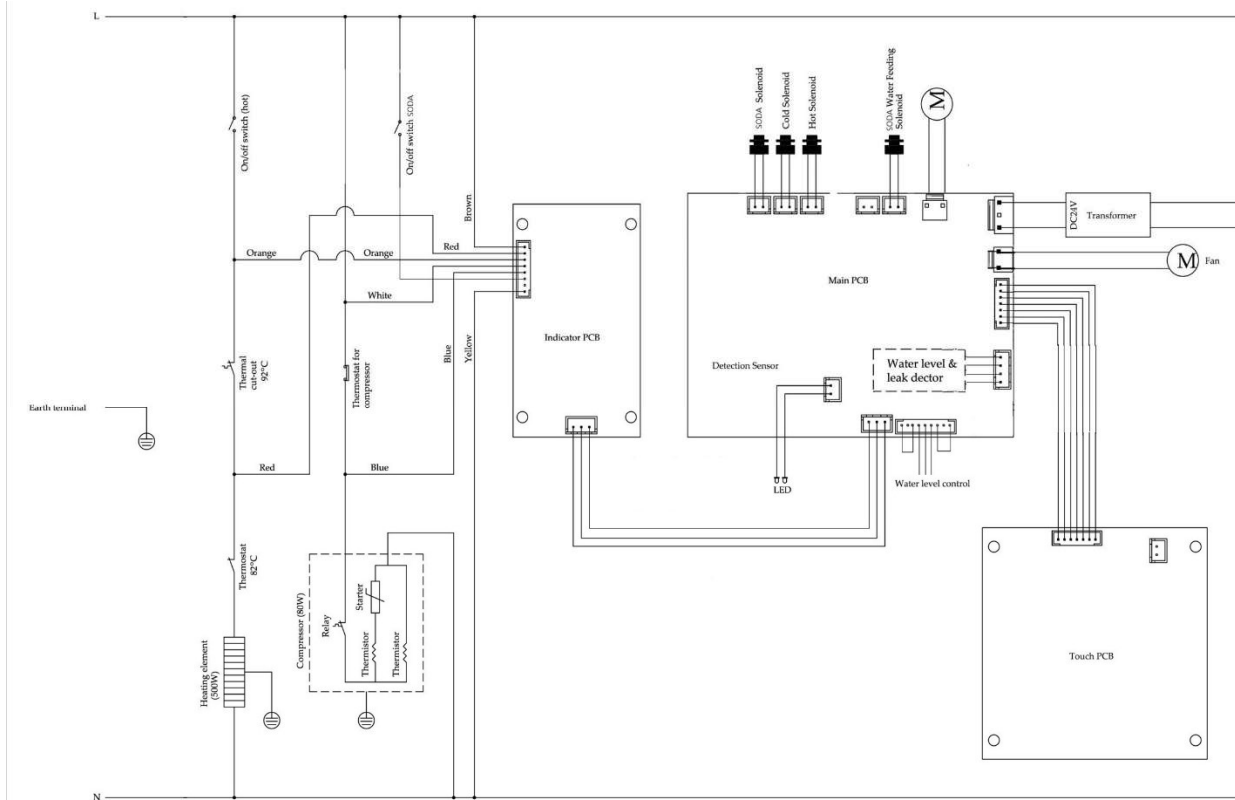 L
On/off switch (hot)
On/off switch SODA
Brown
Red
Orange
Orange
White
Blue
Yellow
Thermal
cut-out
92°C
Thermostat for
compressor
Earth terminal
Red
Blue
Thermostat
82°C
Heating element
(500W)
Compressor (80W)
Relay
Starter
Thermistor
Thermistor
N
Indicator PCB
SODA Solenoid
Cold Solenoid
Hot Solenoid
SODA Water Feeding
Solenoid
M
DC24V
Transformer
M
Fan
Main PCB
Detection Sensor
Water level &
leak dector
LED
Water level control
Touch PCB